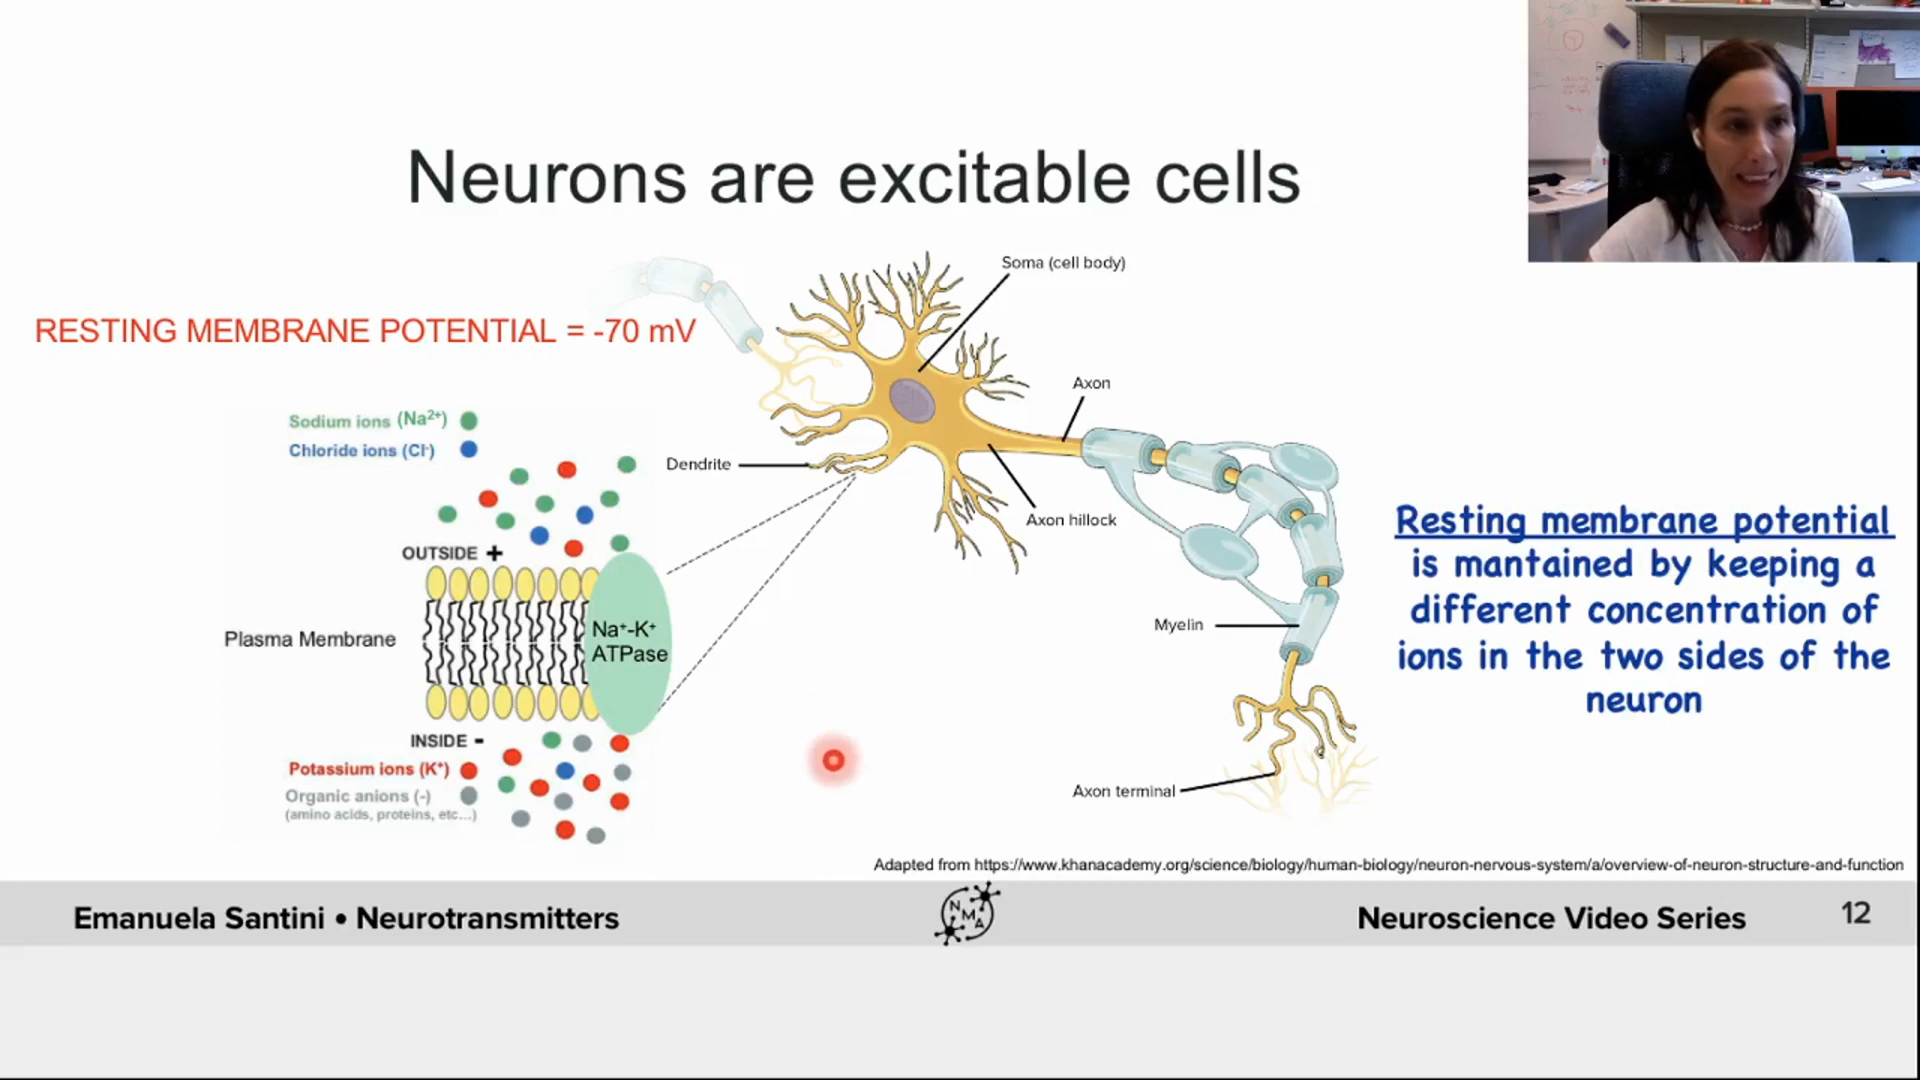 Neurons are excitable cells
RESTING MEMBRANE POTENTIAL = -70 mV
Soma (cell body)
Axon
Sodium ions (Na²⁺)
Chloride ions (Cl⁻)
Dendrite
Axon hillock
OUTSIDE +
Na⁺-K⁺
ATPase
Plasma Membrane
INSIDE -
Potassium ions (K⁺)
Organic anions (-)
(amino acids, proteins, etc...)
Myelin
Axon terminal
Resting membrane potential
is mantained by keeping a
different concentration of
ions in the two sides of the
neuron
Adapted from https://www.khanacademy.org/science/biology/human-biology/neuron-nervous-system/a/overview-of-neuron-structure-and-function
Emanuela Santini • Neurotransmitters
NMA
Neuroscience Video Series
12